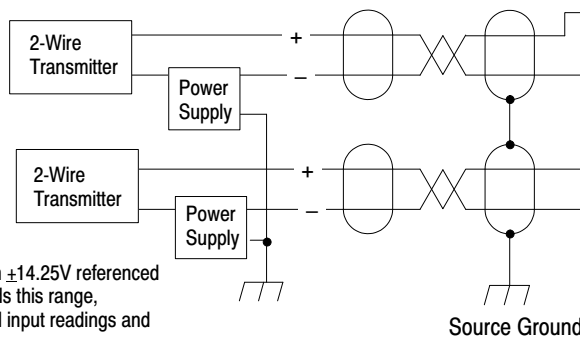 2-Wire
Transmitter
+
−
Power
Supply
2-Wire
Transmitter
+
−
Power
Supply
±14.25V referenced
this range,
input readings and
Source Ground